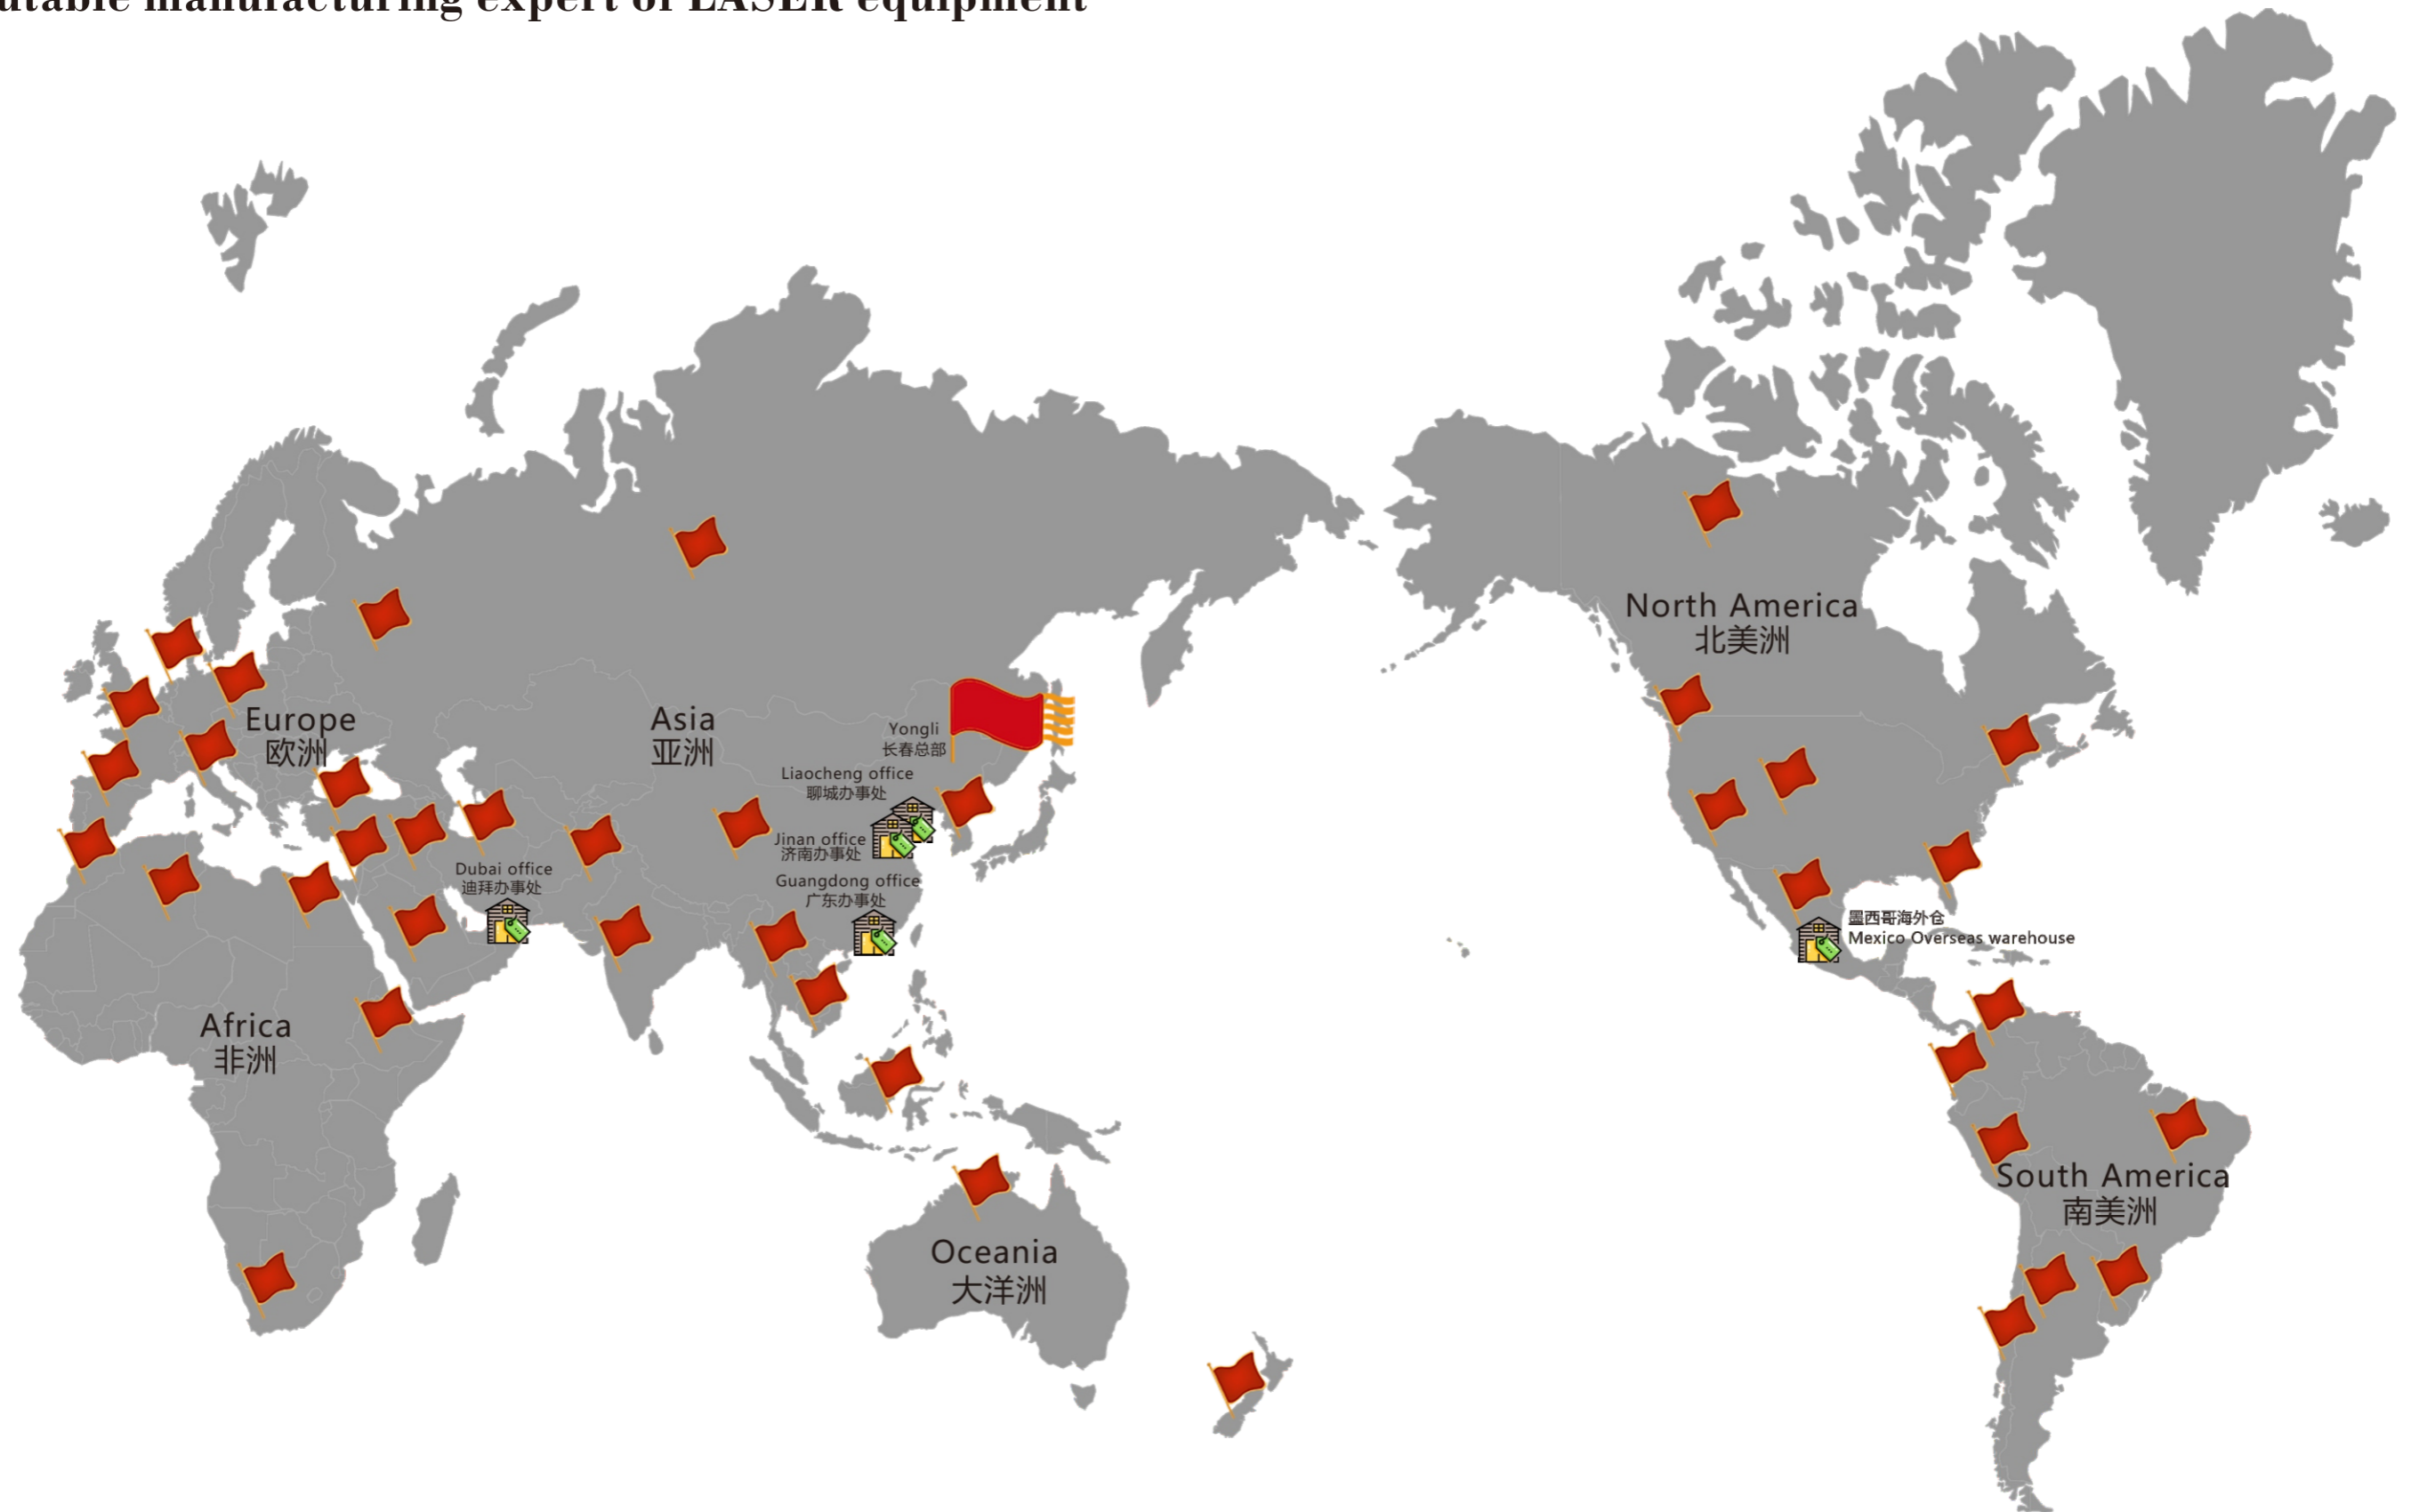 manufacturing expert of LASER equipment
North America
北美洲
Europe
欧洲
Asia
亚洲
Yongli
长春总部
Liaocheng office
聊城办事处
Jinan office
济南办事处
Dubai office
迪拜办事处
Guangdong office
广东办事处
墨西哥海外仓
Mexico Overseas warehouse
Africa
非洲
South America
南美洲
Oceania
大洋洲